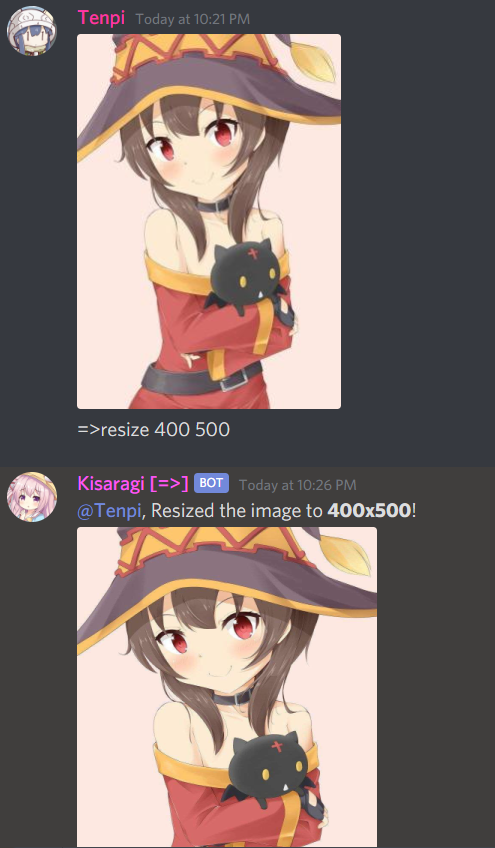 Tenpi Today at 10:21 PM
=>resize 400 500
Kisaragi [=>] BOT Today at 10:26 PM
@Tenpi, Resized the image to 400x500!